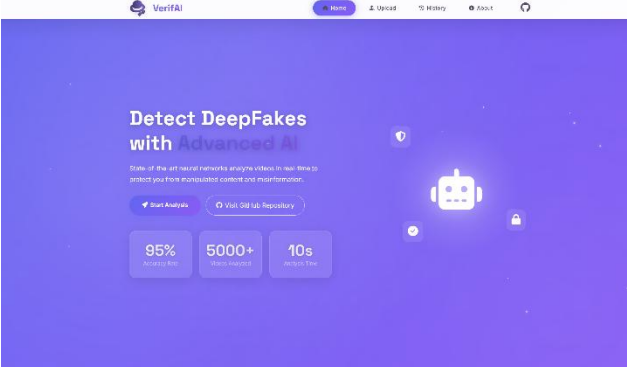 VerifAI
Home
Upload
History
About
Detect DeepFakes
with Advanced AI
State-of-the-art neural networks analyze videos in real-time to
protect you from manipulated content and misinformation.
Start Analysis
Visit GitHub Repository
95%
Accuracy Rate
5000+
Videos Analyzed
10s
Analysis Time